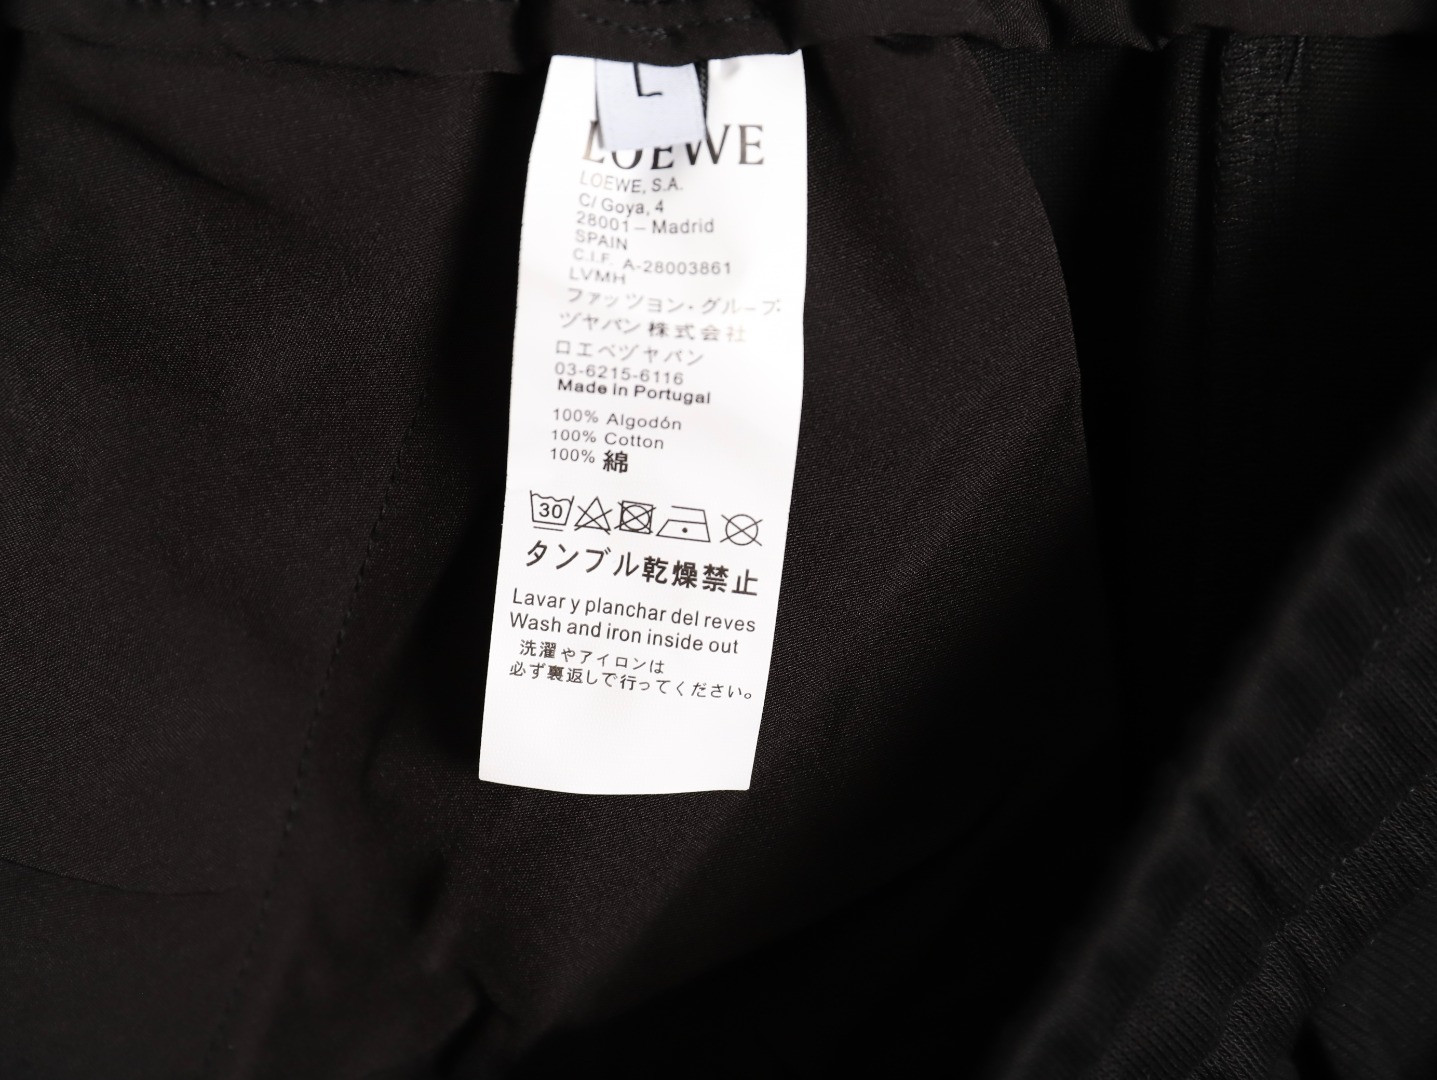 L
LOEWE
LOEWE, S.A.
C/ Goya, 4
28001 – Madrid
SPAIN
C.I.F. A-28003861
LVMH
ファッツョン・グループ・
ヅヤバン 株式会社
ロエベヅヤバン
03-6215-6116
Made in Portugal
100% Algodón
100% Cotton
100% 綿
30
タンブル乾燥禁止
Lavar y planchar del reves
Wash and iron inside out
洗濯やアイロンは
必ず裏返しで行ってください。